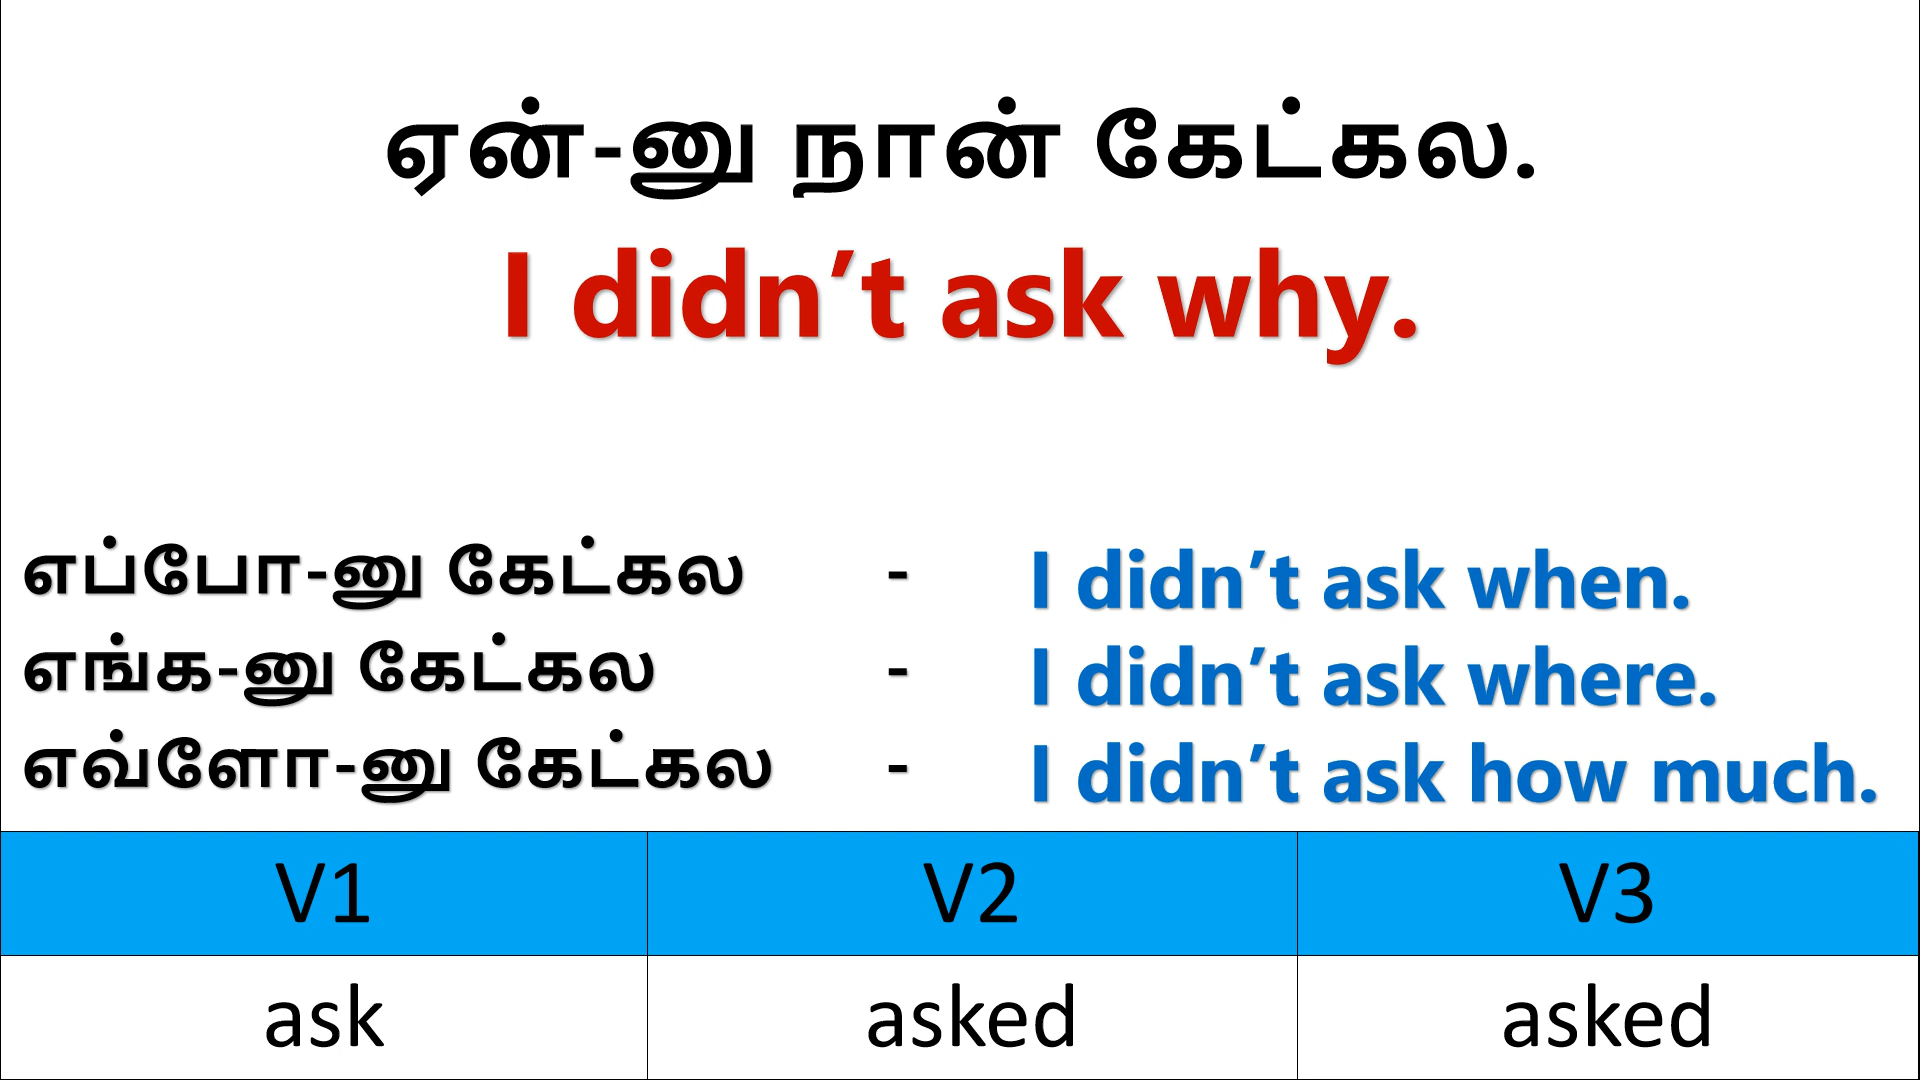 ஏன்-னு நான் கேட்கல.
I didn’t ask why.
எப்போ-னு கேட்கல - I didn’t ask when.
எங்க-னு கேட்கல - I didn’t ask where.
எவ்ளோ-னு கேட்கல - I didn’t ask how much.
V1 V2 V3
ask asked asked